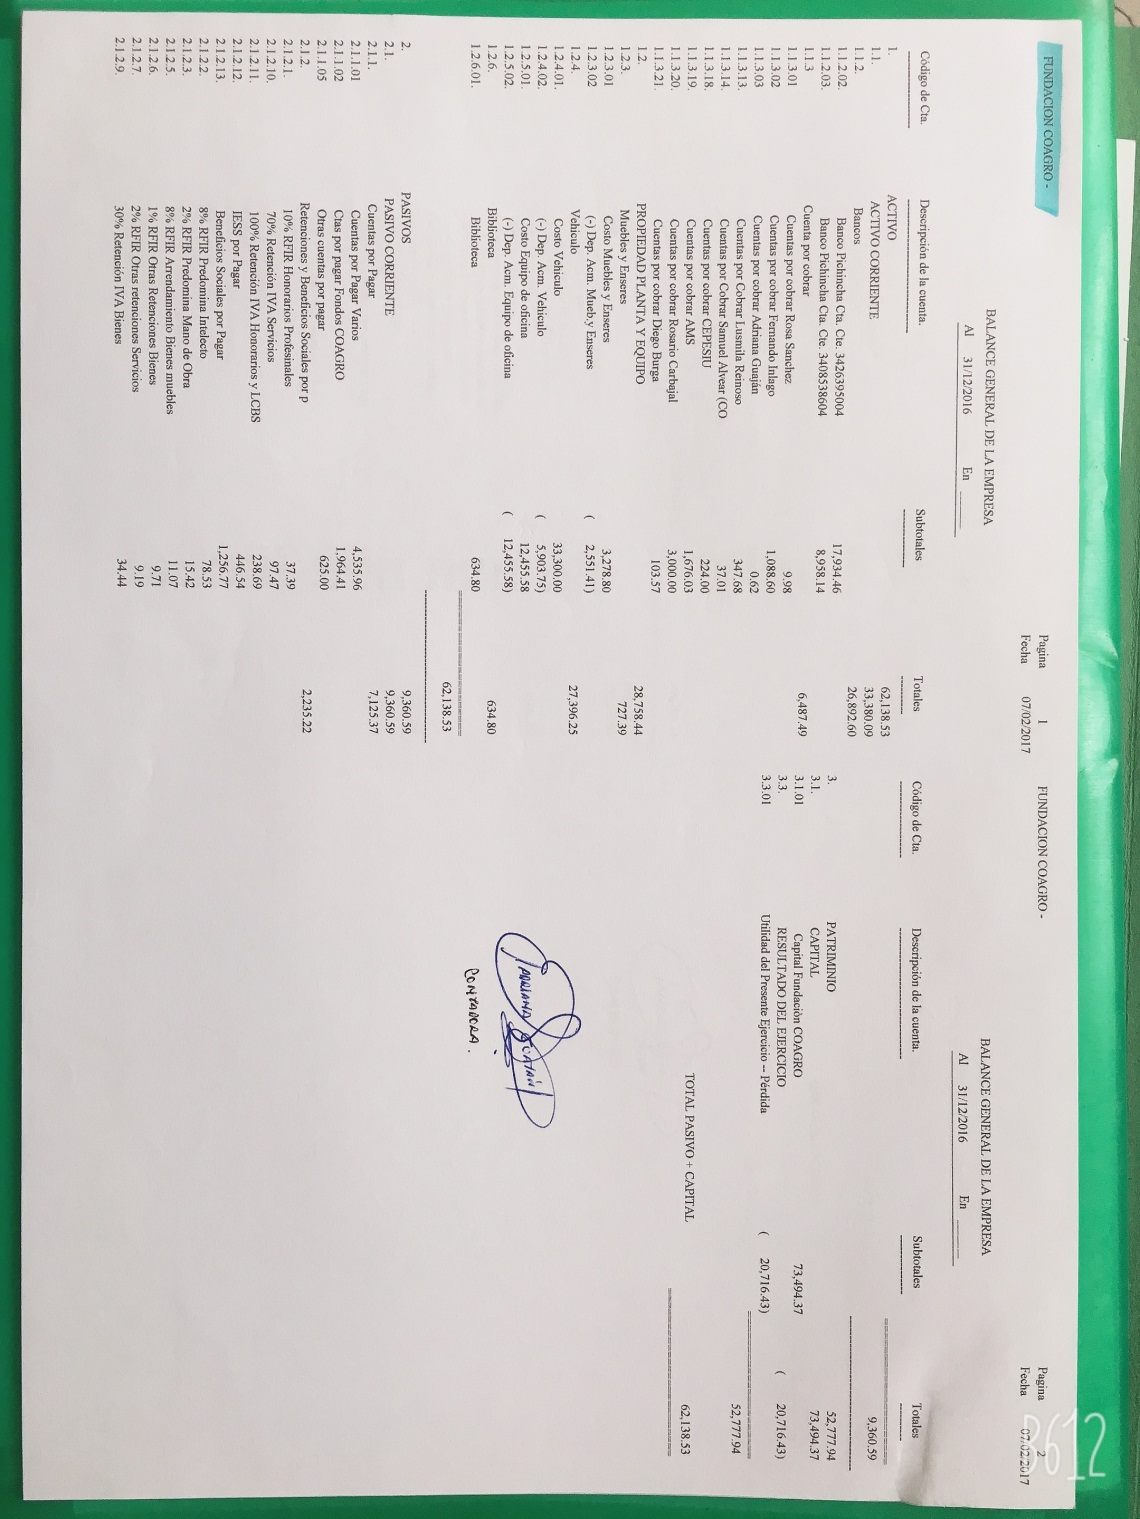 FUNDACION COAGRO -
Pagina 1
Fecha 07/02/2017
BALANCE GENERAL DE LA EMPRESA
Al 31/12/2016 En
Código de Cta. Descripción de la cuenta. Subtotales Totales
1. ACTIVO 62,138.53
1.1. ACTIVO CORRIENTE 33,380.09
1.1.2. Bancos 26,892.60
1.1.2.02. Banco Pichincha Cta. Cte. 3426395004 17,934.46
1.1.2.03. Banco Pichincha Cta. Cte. 3408538604 8,958.14
1.1.3 Cuenta por cobrar 6,487.49
1.1.3.01 Cuentas por cobrar Rosa Sanchez 9.98
1.1.3.02 Cuentas por cobrar Fernando Inlago 1,088.60
1.1.3.03 Cuentas por cobrar Adriana Guaján 0.62
1.1.3.13. Cuentas por Cobrar Lusmila Reinoso 347.68
1.1.3.14. Cuentas por Cobrar Samuel Alvear (CO 37.01
1.1.3.18. Cuentas por cobrar CEPESIU 224.00
1.1.3.19. Cuentas por cobrar AMS 1,676.03
1.1.3.20. Cuentas por cobrar Rosario Carbajal 3,000.00
1.1.3.21. Cuentas por cobrar Diego Burga 103.57
1.2. PROPIEDAD PLANTA Y EQUIPO 28,758.44
1.2.3. Muebles y Enseres 727.39
1.2.3.01 Costo Muebles y Enseres 3,278.80
1.2.3.02 (-) Dep. Acm. Mueb.y Enseres ( 2,551.41)
1.2.4. Vehiculo 27,396.25
1.2.4.01. Costo Vehiculo 33,300.00
1.2.4.02. (-) Dep. Acm. Vehiculo ( 5,903.75)
1.2.5.01. Costo Equipo de oficina 12,455.58
1.2.5.02. (-) Dep. Acm. Equipo de oficina ( 12,455.58)
1.2.6. Biblioteca 634.80
1.2.6.01. Biblioteca 634.80
62,138.53
2. PASIVOS 9,360.59
2.1. PASIVO CORRIENTE 9,360.59
2.1.1. Cuentas por Pagar 7,125.37
2.1.1.01 Cuentas por Pagar Varios 4,535.96
2.1.1.02 Ctas por pagar Fondos COAGRO 1,964.41
2.1.1.05 Otras cuentas por pagar 625.00
2.1.2. Retenciones y Beneficios Sociales por p 2,235.22
2.1.2.1. 10% RFIR Honorarios Profesinales 37.39
2.1.2.10. 70% Retención IVA Servicios 97.47
2.1.2.11. 100% Retención IVA Honorarios y LCBS 238.69
2.1.2.12. IESS por Pagar 446.54
2.1.2.13. Beneficios Sociales por Pagar 1,256.77
2.1.2.2. 8% RFIR Predomina Intelecto 78.53
2.1.2.3. 2% RFIR Predomina Mano de Obra 15.42
2.1.2.5. 8% RFIR Arrendamiento Bienes muebles 11.07
2.1.2.6. 1% RFIR Otras Retenciones Bienes 9.71
2.1.2.7. 2% RFIR Otras retenciones Servicios 9.19
2.1.2.9. 30% Retención IVA Bienes 34.44
FUNDACION COAGRO -
Pagina 2
Fecha 07/02/2017
BALANCE GENERAL DE LA EMPRESA
Al 31/12/2016 En
Código de Cta. Descripción de la cuenta. Subtotales Totales
9,360.59
3. PATRIMINIO 52,777.94
3.1. CAPITAL 73,494.37
3.1.01 Capital Fundaciòn COAGRO 73,494.37
3.3. RESULTADO DEL EJERCICIO ( 20,716.43)
3.3.01 Utilidad del Presente Ejercicio -- Pérdida ( 20,716.43)
52,777.94
TOTAL PASIVO + CAPITAL 62,138.53
ADRIANA GUAJÁN
CONTADORA.
B612